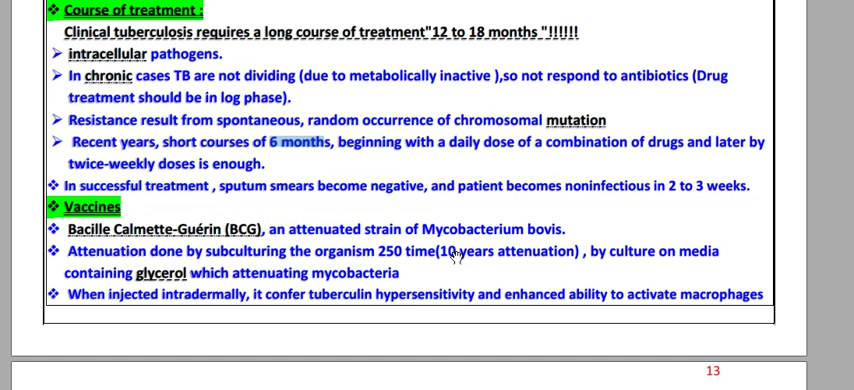 ❖ Course of treatment :
Clinical tuberculosis requires a long course of treatment"12 to 18 months "!!!!!!
➢ intracellular pathogens.
➢ In chronic cases TB are not dividing (due to metabolically inactive ),so not respond to antibiotics (Drug
treatment should be in log phase).
➢ Resistance result from spontaneous, random occurrence of chromosomal mutation
➢ Recent years, short courses of 6 months, beginning with a daily dose of a combination of drugs and later by
twice-weekly doses is enough.
❖ In successful treatment , sputum smears become negative, and patient becomes noninfectious in 2 to 3 weeks.
❖ Vaccines
❖ Bacille Calmette-Guérin (BCG), an attenuated strain of Mycobacterium bovis.
❖ Attenuation done by subculturing the organism 250 time(10 years attenuation) , by culture on media
containing glycerol which attenuating mycobacteria
❖ When injected intradermally, it confer tuberculin hypersensitivity and enhanced ability to activate macrophages
13